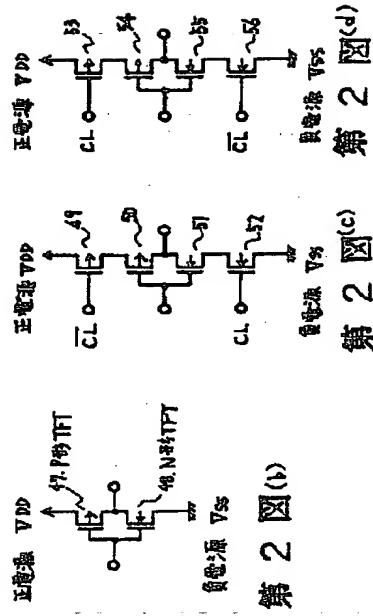 正電源 VDD
47.P形TFT
48.N形TFT
負電源 VSS
第2図(b)
正電源 VDD
49
C̅L̅
50
51
CL
52
負電源 VSS
第2図(c)
正電源 VDD
53
CL
54
55
C̅L̅
56
負電源 VSS
第2図(d)